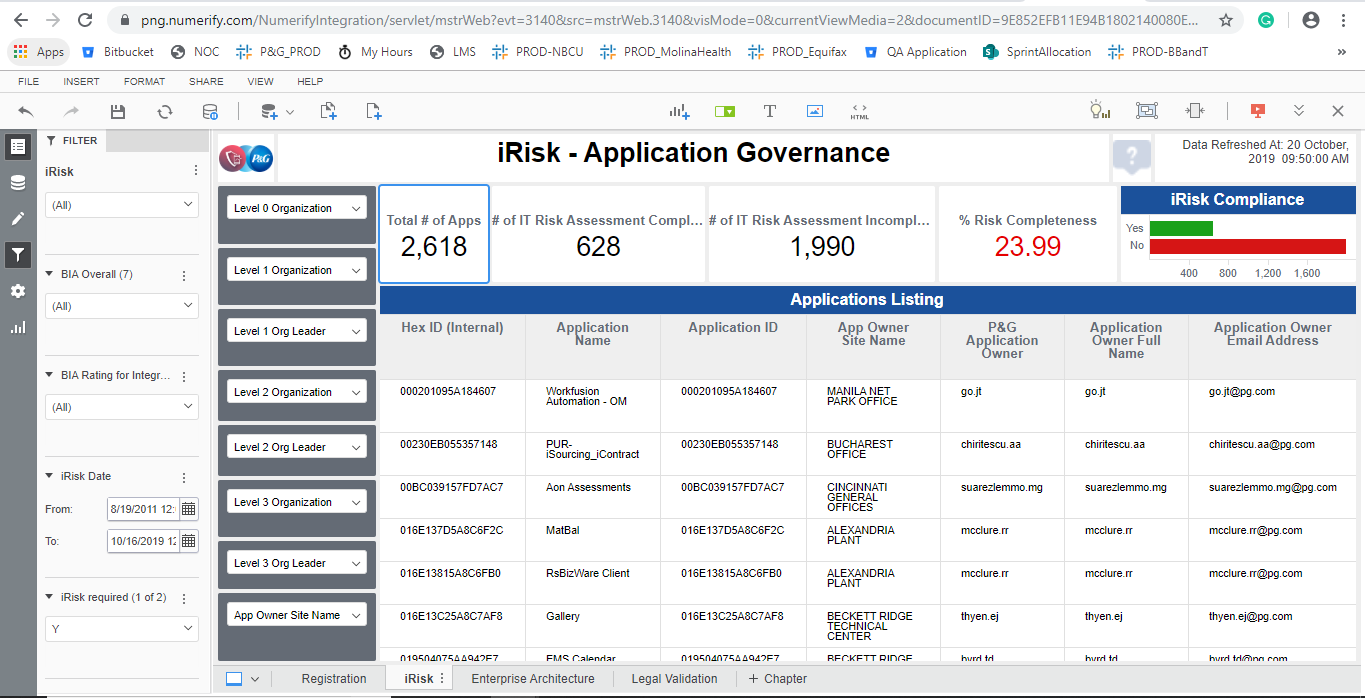 png.numerify.com/NumerifyIntegration/servlet/mstrWeb?evt=3140&src=mstrWeb.3140&visMode=0&currentViewMedia=2&documentID=9E852EFB11E94B1802140080E...
Apps Bitbucket NOC P&G_PROD My Hours LMS PROD-NBCU PROD_MolinaHealth PROD_Equifax QA Application SprintAllocation PROD-BBandT »
FILE INSERT FORMAT SHARE VIEW HELP
HTML
FILTER
iRisk
(All)
BIA Overall (7)
(All)
BIA Rating for Integr...
(All)
iRisk Date
From: 8/19/2011 12:
To: 10/16/2019 12
iRisk required (1 of 2)
Y
P&G
iRisk - Application Governance
?
Data Refreshed At: 20 October,
2019 09:50:00 AM
Level 0 Organization
Level 1 Organization
Level 1 Org Leader
Level 2 Organization
Level 2 Org Leader
Level 3 Organization
Level 3 Org Leader
App Owner Site Name
Total # of Apps
2,618
# of IT Risk Assessment Compl...
628
# of IT Risk Assessment Incompl...
1,990
% Risk Completeness
23.99
iRisk Compliance
Yes
No
400 800 1,200 1,600
Applications Listing
Hex ID (Internal)
Application
Name
Application ID
App Owner
Site Name
P&G
Application
Owner
Application
Owner Full
Name
Application Owner
Email Address
000201095A184607
Workfusion
Automation - OM
000201095A184607
MANILA NET
PARK OFFICE
go.jt
go.jt
go.jt@pg.com
00230EB055357148
PUR-
iSourcing_iContract
00230EB055357148
BUCHAREST
OFFICE
chiritescu.aa
chiritescu.aa
chiritescu.aa@pg.com
00BC039157FD7AC7
Aon Assessments
00BC039157FD7AC7
CINCINNATI
GENERAL
OFFICES
suarezlemmo.mg
suarezlemmo.mg
suarezlemmo.mg@pg.com
016E137D5A8C6F2C
MatBal
016E137D5A8C6F2C
ALEXANDRIA
PLANT
mcclure.rr
mcclure.rr
mcclure.rr@pg.com
016E13815A8C6FB0
RsBizWare Client
016E13815A8C6FB0
ALEXANDRIA
PLANT
mcclure.rr
mcclure.rr
mcclure.rr@pg.com
016E13C25A8C7AF8
Gallery
016E13C25A8C7AF8
BECKETT RIDGE
TECHNICAL
CENTER
thyen.ej
thyen.ej
thyen.ej@pg.com
019504075AA942E7
EMS Calendar
019504075AA942E7
BECKETT RIDGE
byrd.td
byrd.td
byrd.td@pg.com
Registration iRisk Enterprise Architecture Legal Validation + Chapter